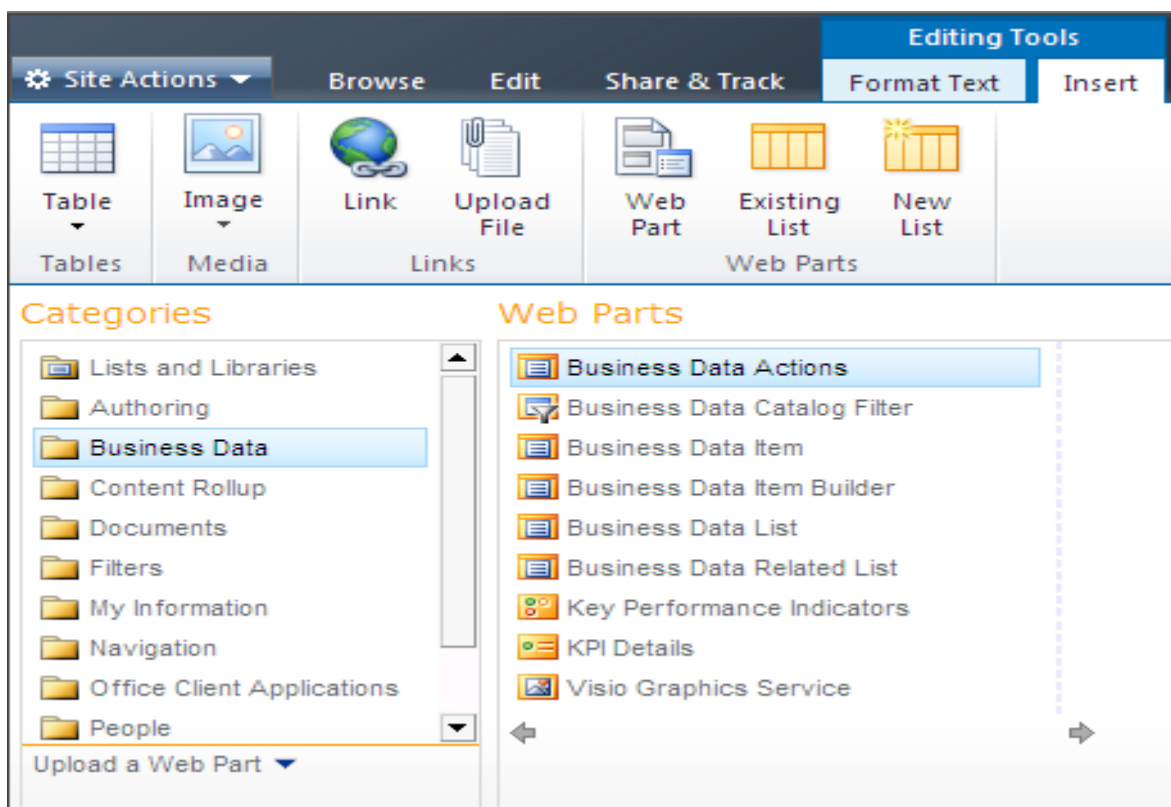 Editing Tools
Site Actions
Browse
Edit
Share & Track
Format Text
Insert
Table
Image
Link
Upload
File
Web
Part
Existing
List
New
List
Tables
Media
Links
Web Parts
Categories
Lists and Libraries
Authoring
Business Data
Content Rollup
Documents
Filters
My Information
Navigation
Office Client Applications
People
Upload a Web Part
Web Parts
Business Data Actions
Business Data Catalog Filter
Business Data Item
Business Data Item Builder
Business Data List
Business Data Related List
Key Performance Indicators
KPI Details
Visio Graphics Service